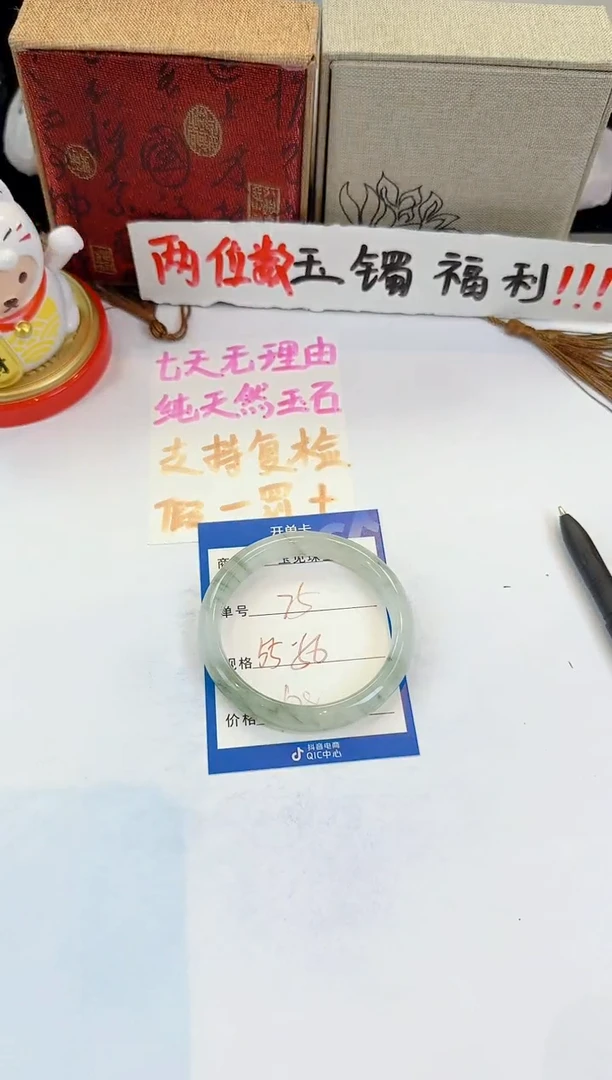 两位数玉镯福利!!!
七天无理由
纯天然玉石
支持复检
假一罚十
开单卡
单号 75
规格 55-56
价格
抖音电商
QIC中心